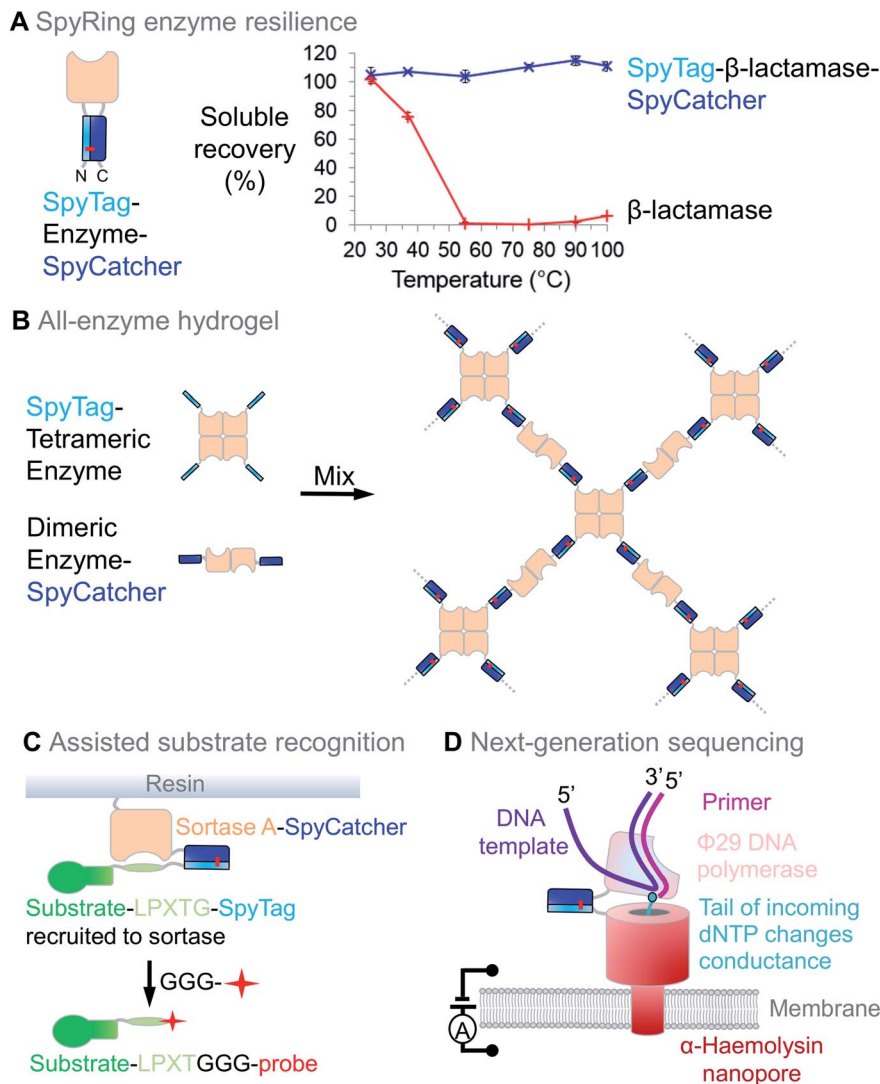 A SpyRing enzyme resilience
N C
SpyTag-
Enzyme-
SpyCatcher
Soluble
recovery
(%)
120
100
80
60
40
20
0
20 30 40 50 60 70 80 90 100
Temperature (°C)
SpyTag-β-lactamase-
SpyCatcher
β-lactamase
B All-enzyme hydrogel
SpyTag-
Tetrameric
Enzyme
Dimeric
Enzyme-
SpyCatcher
Mix
C Assisted substrate recognition
Resin
Sortase A-SpyCatcher
Substrate-LPXTG-SpyTag
recruited to sortase
GGG-
Substrate-LPXTGGG-probe
D Next-generation sequencing
5’
3’ 5’
DNA
template
Primer
Φ29 DNA
polymerase
Tail of incoming
dNTP changes
conductance
A
Membrane
α-Haemolysin
nanopore